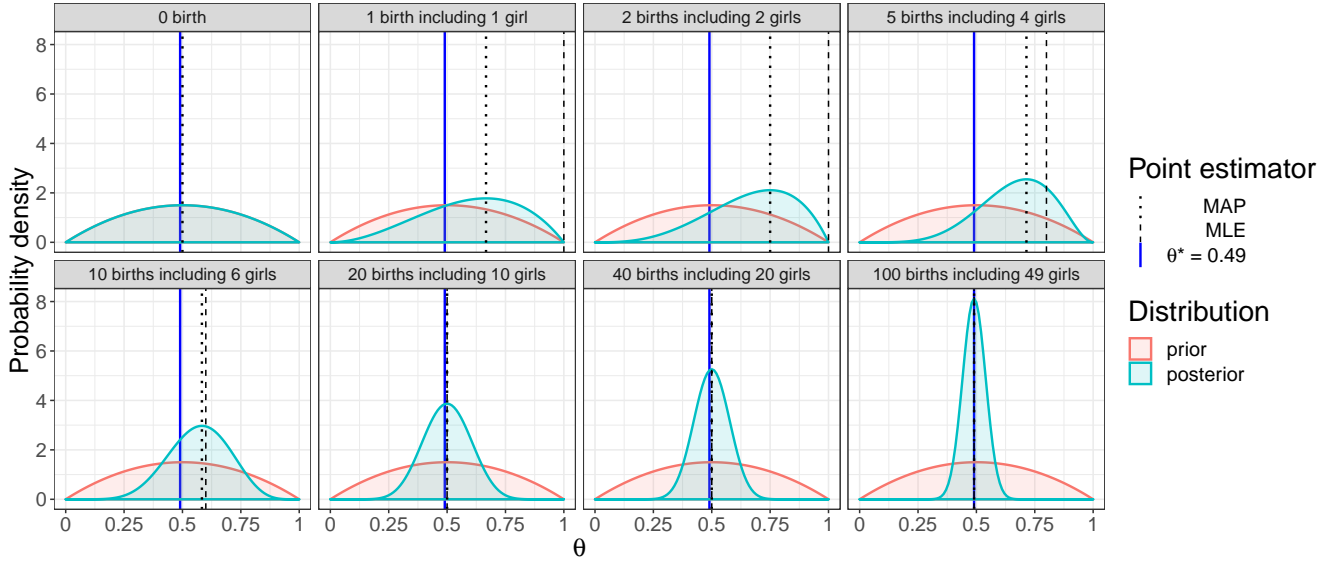 0 birth
1 birth including 1 girl
2 births including 2 girls
5 births including 4 girls
8
6
4
2
0
10 births including 6 girls
20 births including 10 girls
40 births including 20 girls
100 births including 49 girls
8
6
4
2
0
Probability density
0 0.25 0.5 0.75 1
0 0.25 0.5 0.75 1
0 0.25 0.5 0.75 1
0 0.25 0.5 0.75 1
θ
Point estimator
MAP
MLE
θ* = 0.49
Distribution
prior
posterior